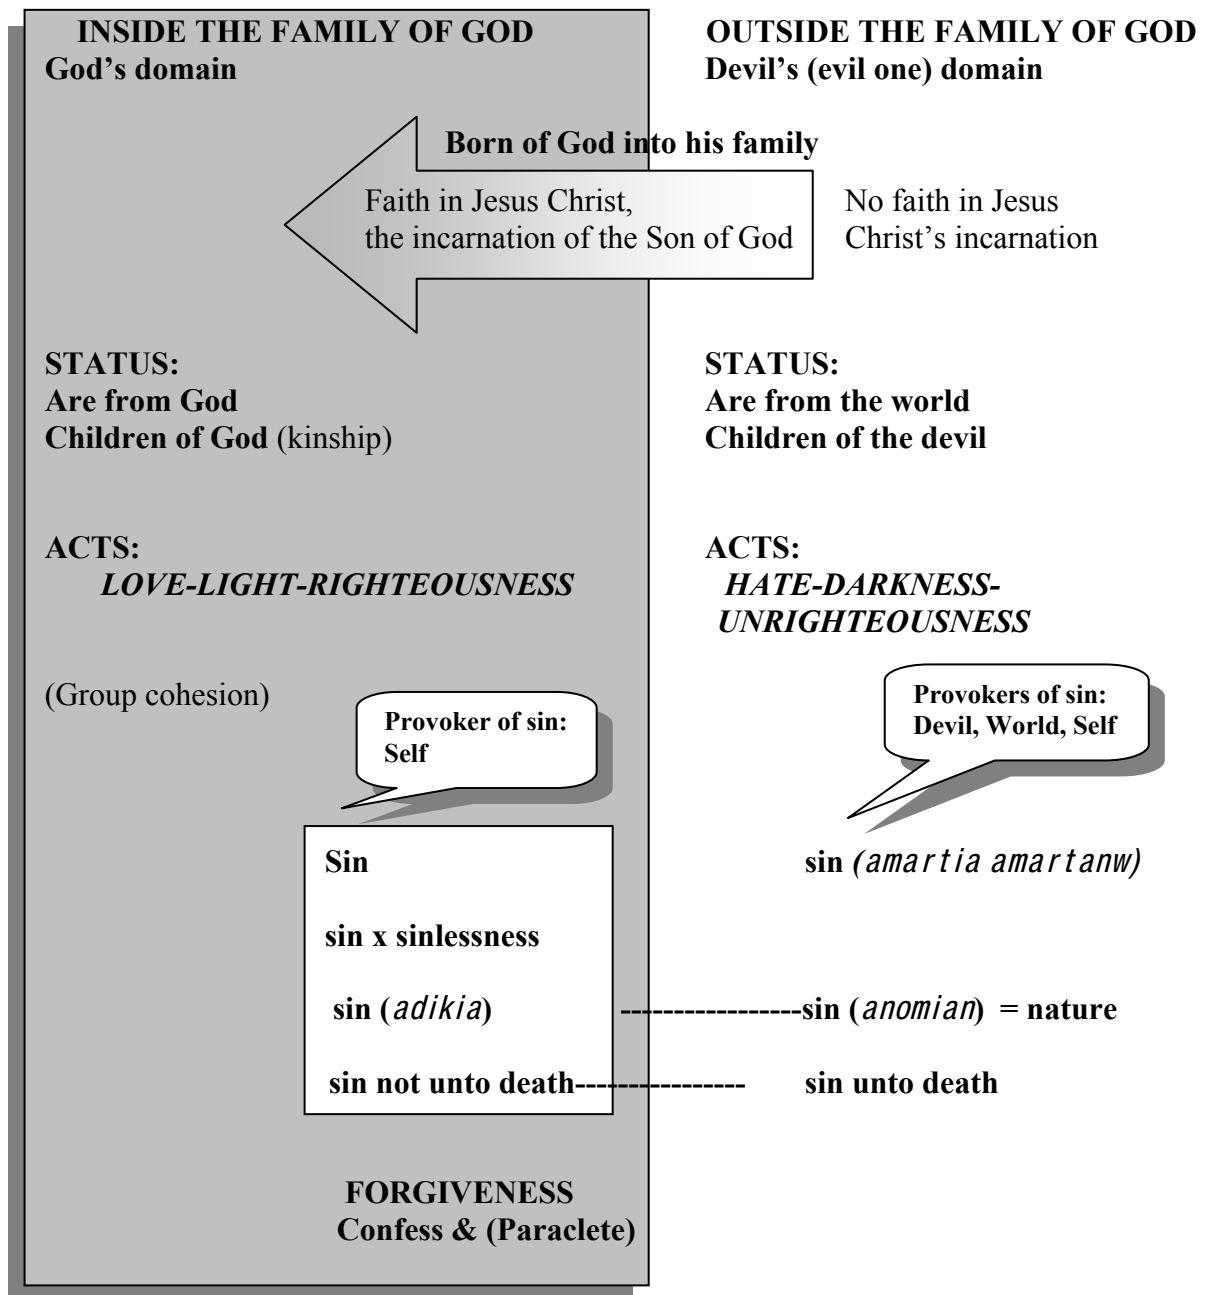 INSIDE THE FAMILY OF GOD
God’s domain
OUTSIDE THE FAMILY OF GOD
Devil’s (evil one) domain
Born of God into his family
Faith in Jesus Christ,
the incarnation of the Son of God
No faith in Jesus
Christ’s incarnation
STATUS:
Are from God
Children of God (kinship)
STATUS:
Are from the world
Children of the devil
ACTS:
LOVE-LIGHT-RIGHTEOUSNESS
ACTS:
HATE-DARKNESS-
UNRIGHTEOUSNESS
(Group cohesion)
Provoker of sin:
Self
Provokers of sin:
Devil, World, Self
Sin
sin (amartia amartanw)
sin x sinlessness
sin (adikia) -----------------sin (anomian) = nature
sin not unto death---------------- sin unto death
FORGIVENESS
Confess & (Paraclete)